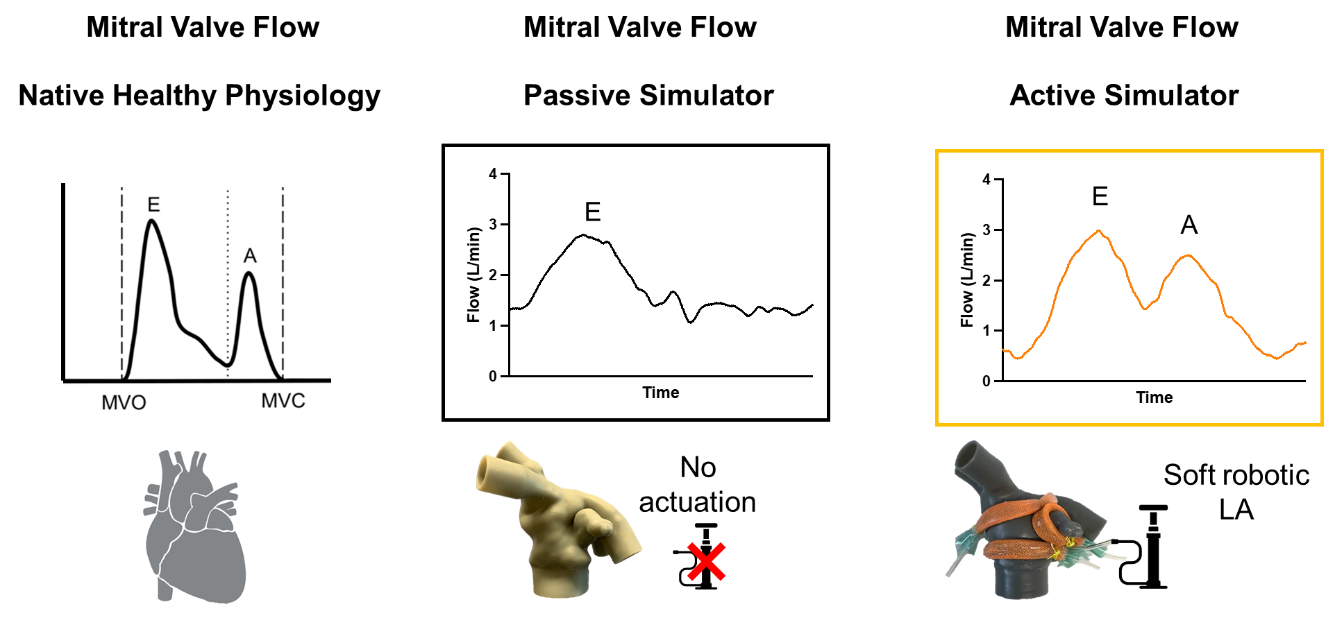 Mitral Valve Flow
Native Healthy Physiology
E
A
MVO
MVC
Mitral Valve Flow
Passive Simulator
4
3
2
1
0
Flow (L/min)
E
Time
No
actuation
Mitral Valve Flow
Active Simulator
4
3
2
1
0
Flow (L/min)
E
A
Time
Soft robotic
LA